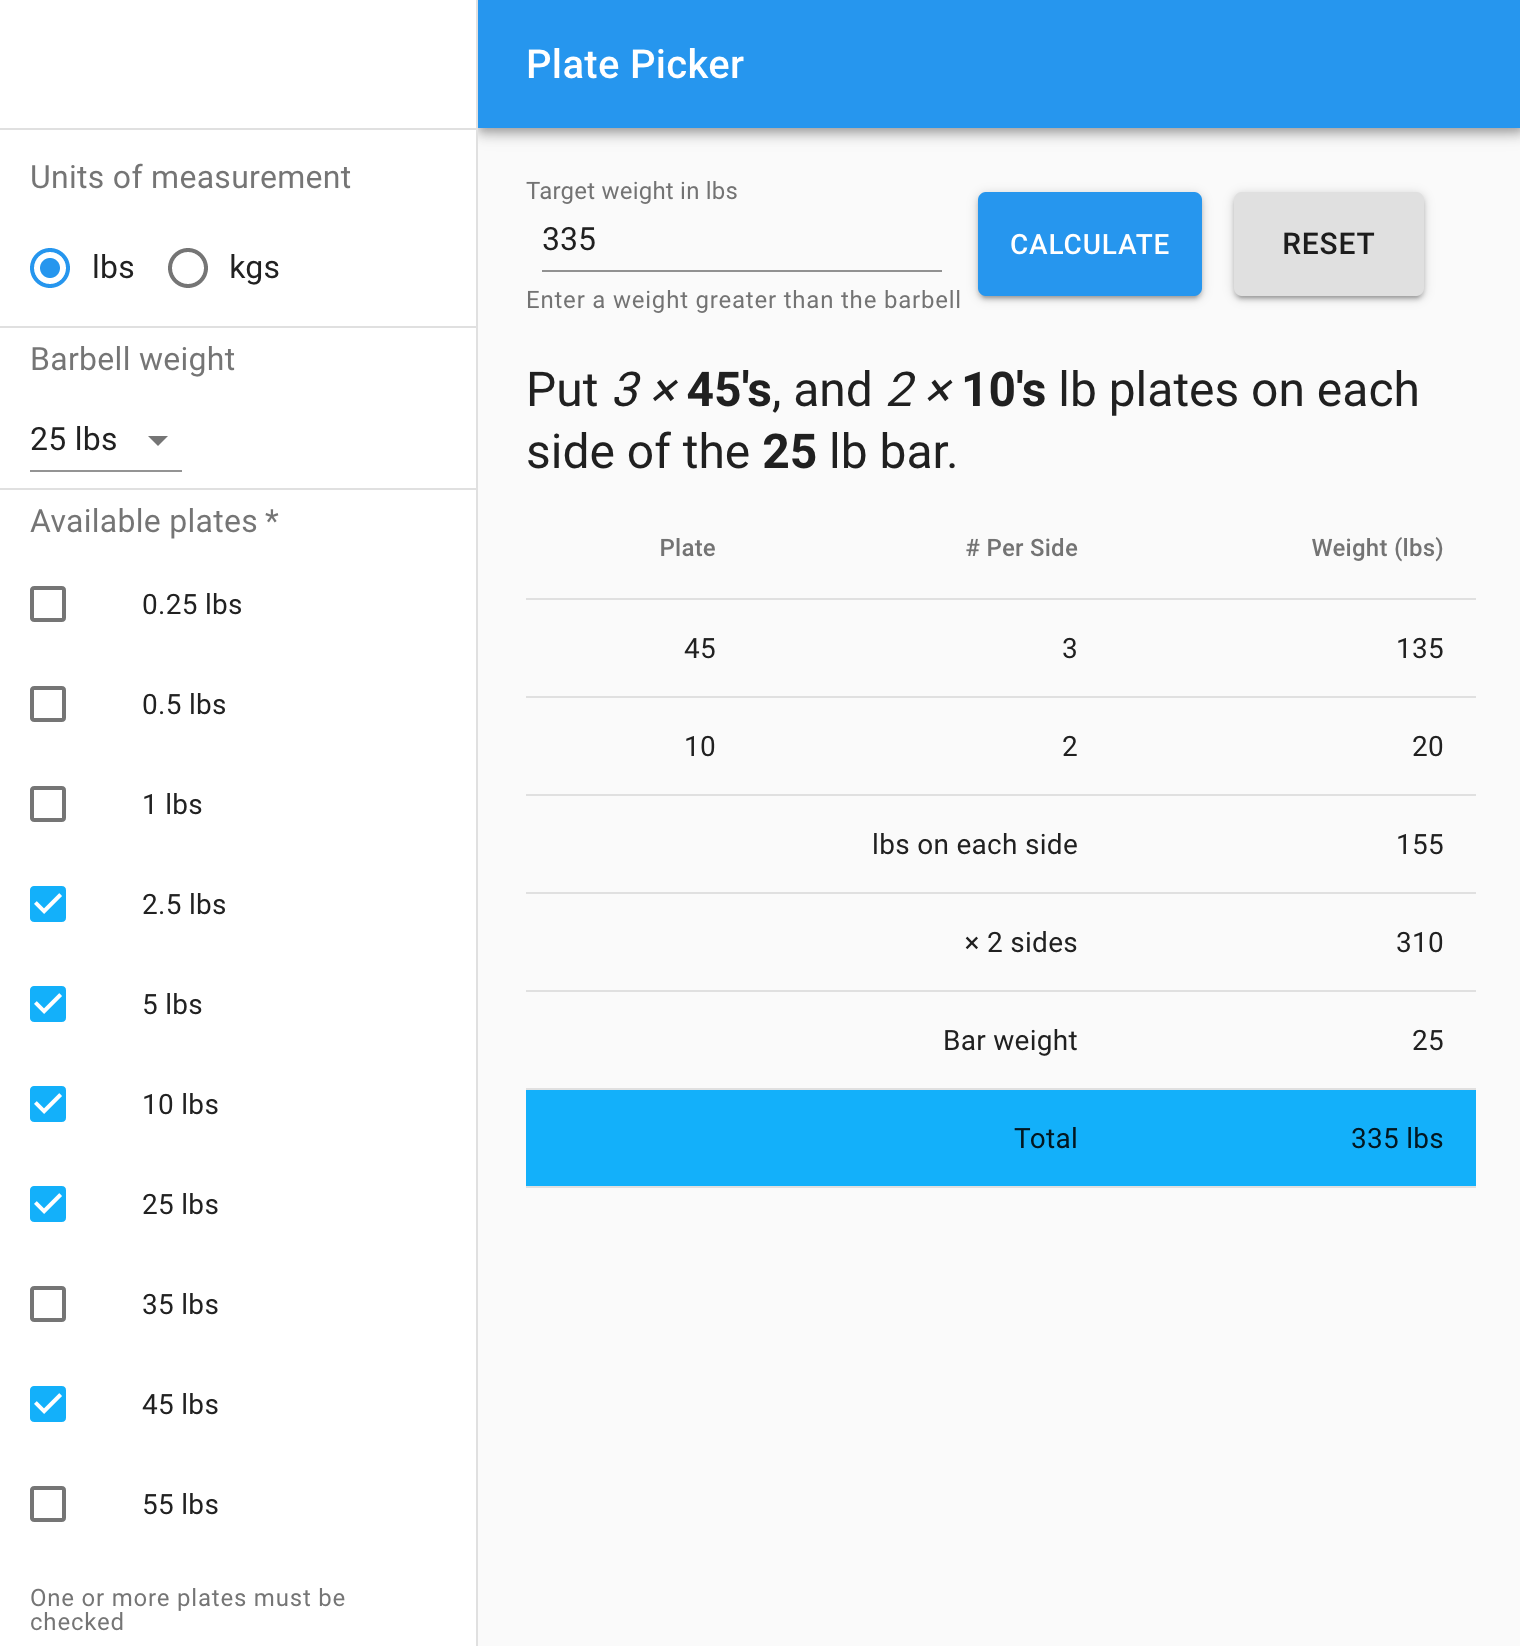 Plate Picker
Units of measurement
lbs kgs
Barbell weight
25 lbs
Available plates *
0.25 lbs
0.5 lbs
1 lbs
2.5 lbs
5 lbs
10 lbs
25 lbs
35 lbs
45 lbs
55 lbs
One or more plates must be
checked
Target weight in lbs
335
Enter a weight greater than the barbell
CALCULATE
RESET
Put 3 × 45's, and 2 × 10's lb plates on each
side of the 25 lb bar.
Plate # Per Side Weight (lbs)
45 3 135
10 2 20
lbs on each side 155
× 2 sides 310
Bar weight 25
Total 335 lbs